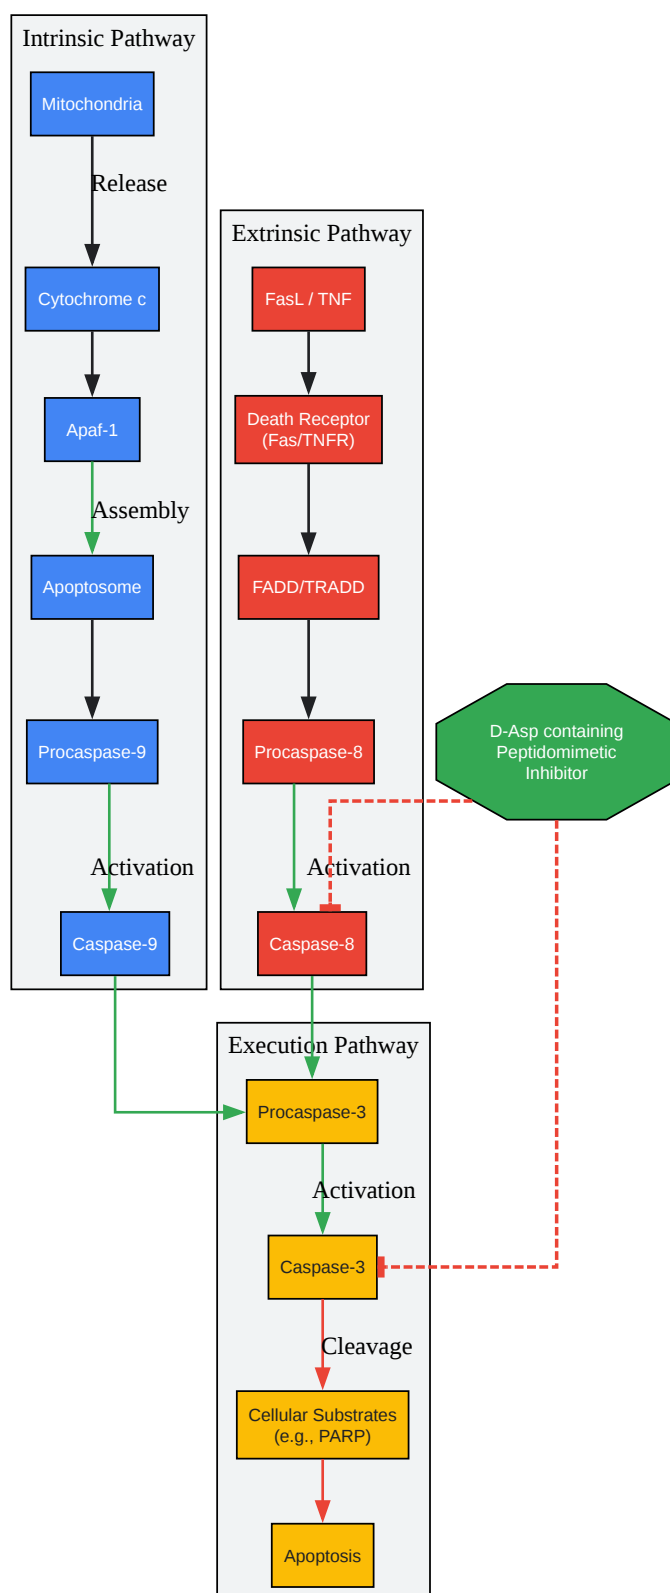 Intrinsic Pathway
Mitochondria
Release
Cytochrome c
Apaf-1
Assembly
Apoptosome
Procaspase-9
Activation
Caspase-9
Extrinsic Pathway
FasL / TNF
Death Receptor
(Fas/TNFR)
FADD/TRADD
Procaspase-8
Activation
Caspase-8
D-Asp containing
Peptidomimetic
Inhibitor
Execution Pathway
Procaspase-3
Activation
Caspase-3
Cleavage
Cellular Substrates
(e.g., PARP)
Apoptosis